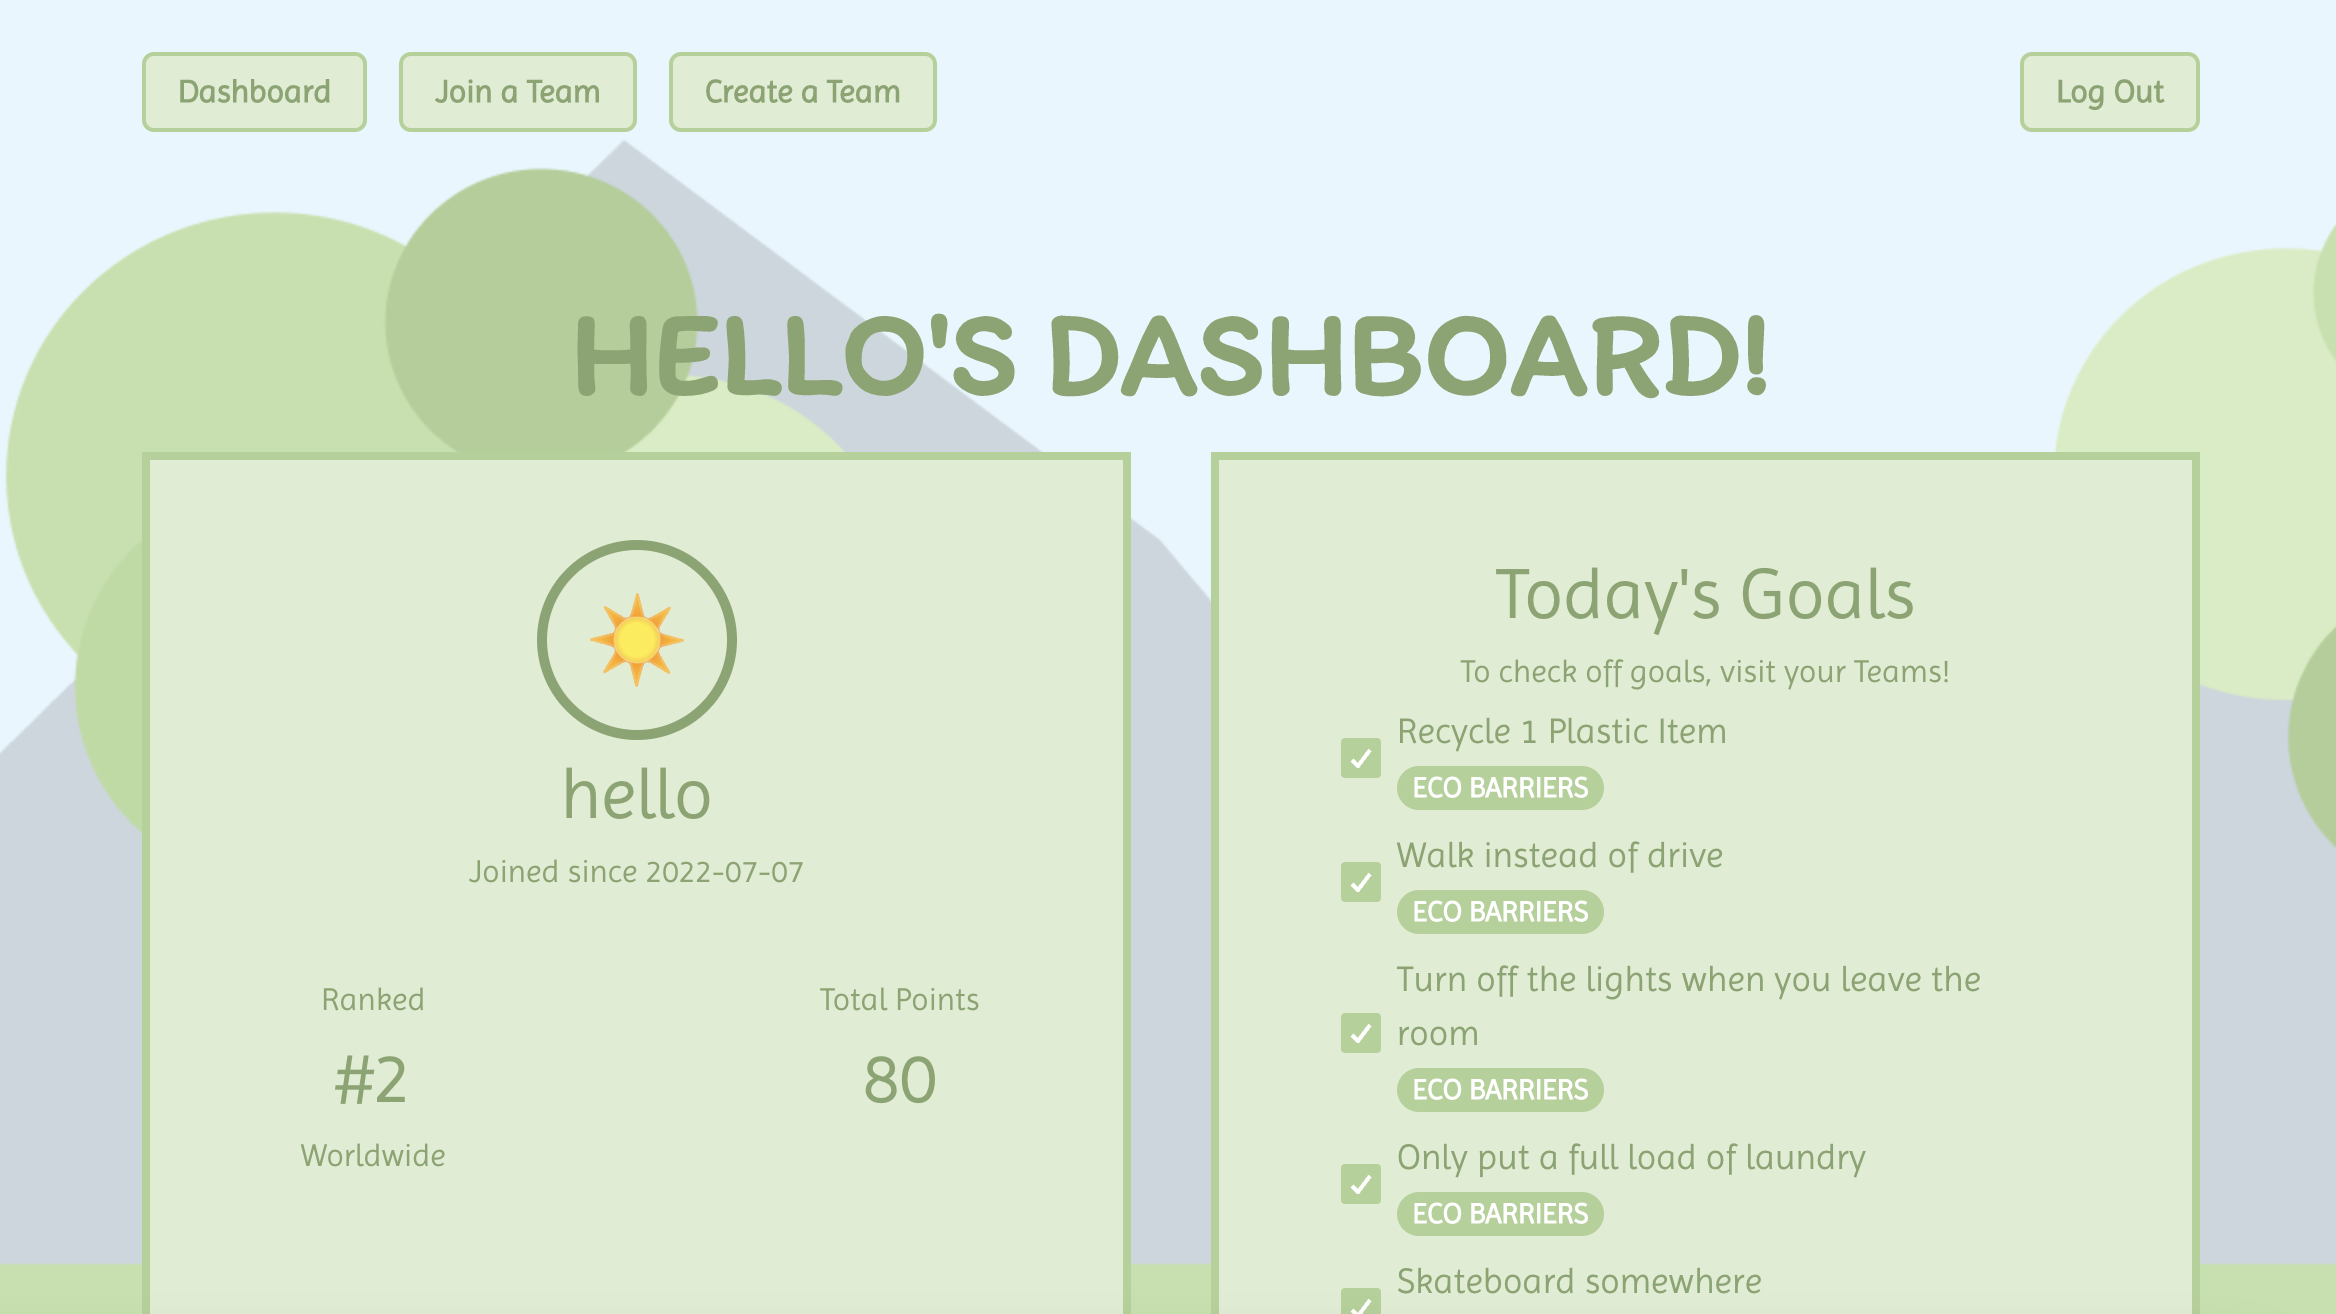 Dashboard
Join a Team
Create a Team
Log Out
HELLO'S DASHBOARD!
hello
Joined since 2022-07-07
Ranked
#2
Worldwide
Total Points
80
Today's Goals
To check off goals, visit your Teams!
Recycle 1 Plastic Item
ECO BARRIERS
Walk instead of drive
ECO BARRIERS
Turn off the lights when you leave the
room
ECO BARRIERS
Only put a full load of laundry
ECO BARRIERS
Skateboard somewhere